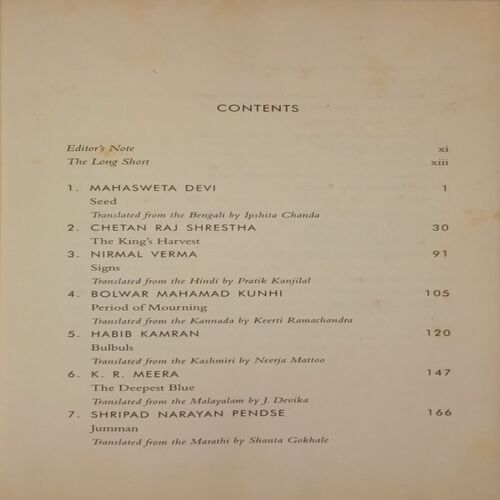 CONTENTS
Editor's Note xi
The Long Short xiii
1. MAHASWETA DEVI 1
Seed
Translated from the Bengali by Ipshita Chanda
2. CHETAN RAJ SHRESTHA 30
The King's Harvest
3. NIRMAL VERMA 91
Signs
Translated from the Hindi by Pratik Kanjilal
4. BOLWAR MAHAMAD KUNHI 105
Period of Mourning
Translated from the Kannada by Keerti Ramachandra
5. HABIB KAMRAN 120
Bulbuls
Translated from the Kashmiri by Neerja Mattoo
6. K. R. MEERA 147
The Deepest Blue
Translated from the Malayalam by J. Devika
7. SHRIPAD NARAYAN PENDSE 166
Jumman
Translated from the Marathi by Shanta Gokhale